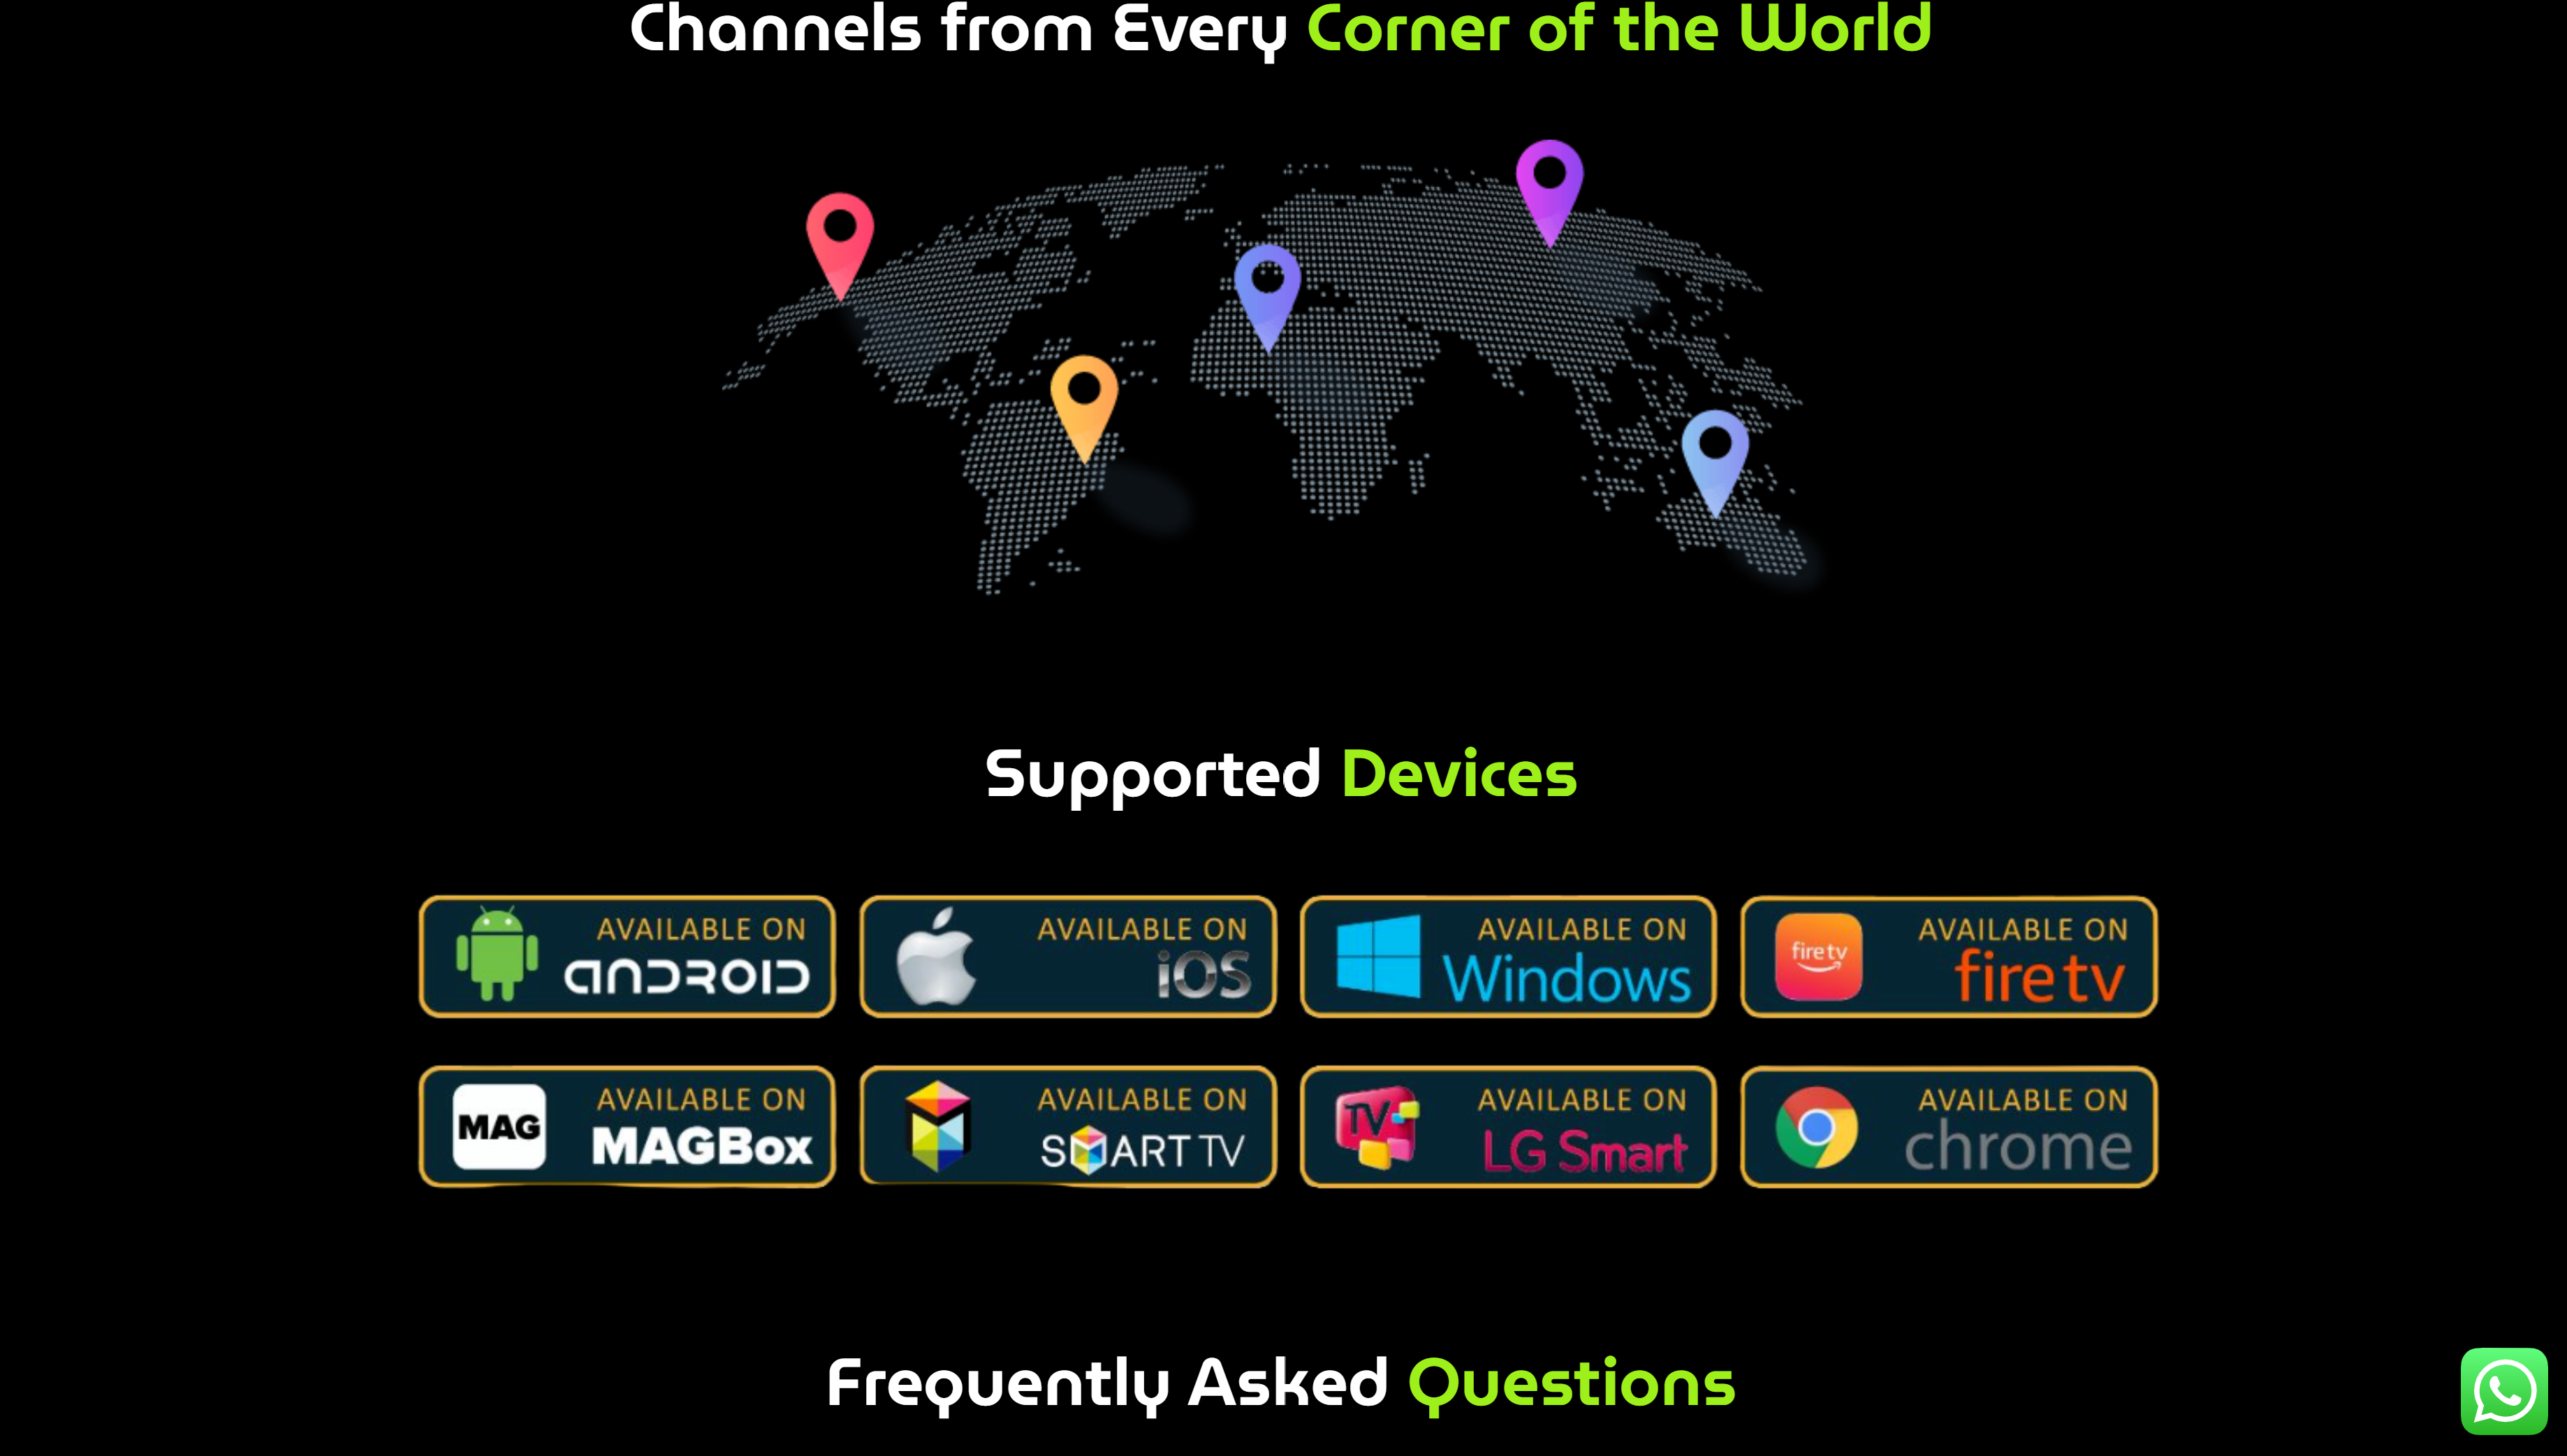 Channels from Every Corner of the World
Supported Devices
AVAILABLE ON
ANDROID
AVAILABLE ON
iOS
AVAILABLE ON
Windows
fire tv
AVAILABLE ON
fire tv
MAG
AVAILABLE ON
MAGBox
AVAILABLE ON
SMART TV
TV
AVAILABLE ON
LG Smart
AVAILABLE ON
chrome
Frequently Asked Questions